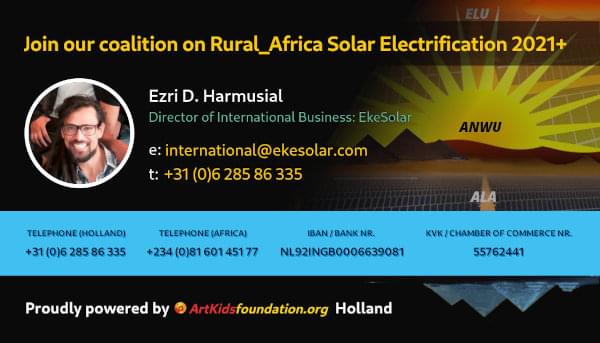 ELU
Join our coalition on Rural_Africa Solar Electrification 2021+
Ezri D. Harmusial
Director of International Business: EkeSolar
ANWU
e: international@ekesolar.com
t: +31 (0)6 285 86 335
ALA
TELEPHONE (HOLLAND) TELEPHONE (AFRICA) IBAN / BANK NR. KVK / CHAMBER OF COMMERCE NR.
+31 (0)6 285 86 335 +234 (0)81 601 451 77 NL92INGB0006639081 55762441
Proudly powered by ArtKidsfoundation.org Holland